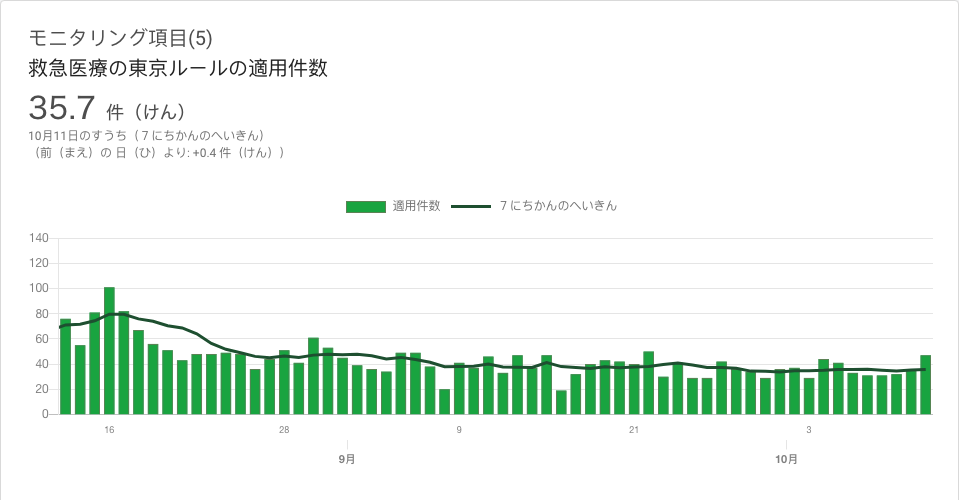 モニタリング項目(5)
救急医療の東京ルールの適用件数
35.7 件（けん）
10月11日のすうち（７にちかんのへいきん）
（前（まえ）の 日（ひ）より: +0.4 件（けん））
適用件数 ７にちかんのへいきん
140
120
100
80
60
40
20
0
16 28 9 21 3
9月 10月